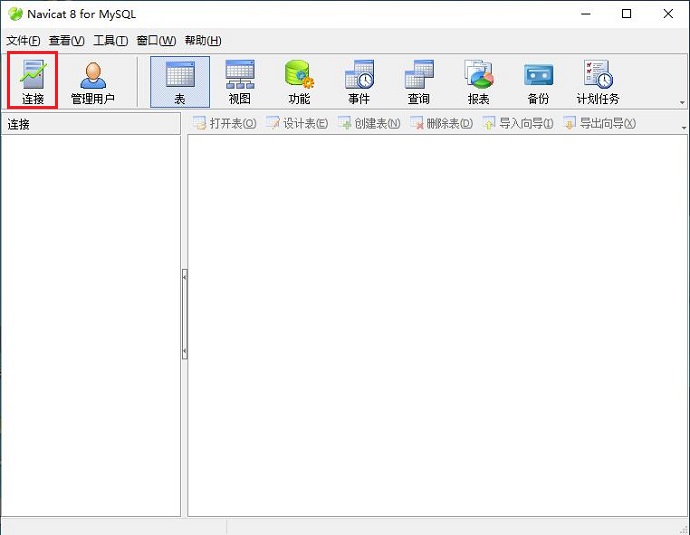 Navicat 8 for MySQL
文件(F) 查看(V) 工具(T) 窗口(W) 帮助(H)
连接 管理用户 表 视图 功能 事件 查询 报表 备份 计划任务
连接
打开表(O) 设计表(E) 创建表(N) 删除表(D) 导入向导(I) 导出向导(X)